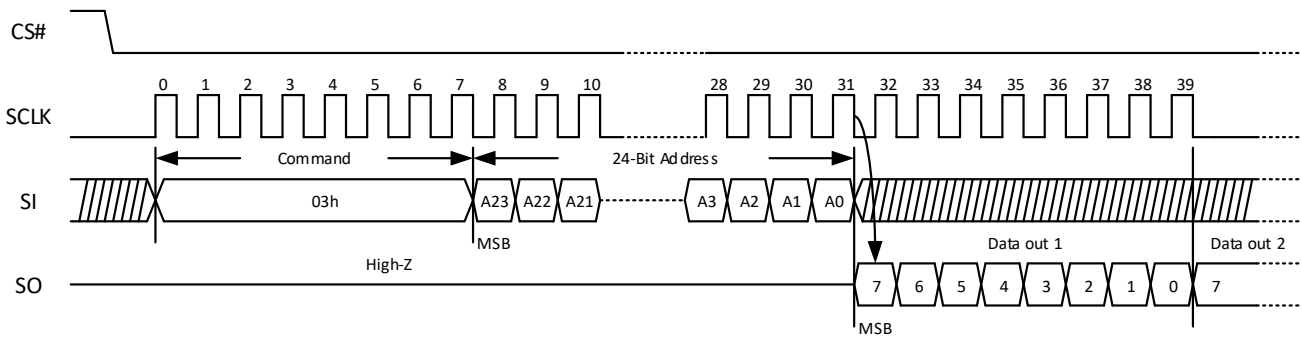 CS#
0 1 2 3 4 5 6 7 8 9 10 28 29 30 31 32 33 34 35 36 37 38 39
SCLK
Command 24-Bit Address
SI 03h A23 A22 A21 A3 A2 A1 A0
MSB Data out 1 Data out 2
High-Z
SO 7 6 5 4 3 2 1 0 7
MSB